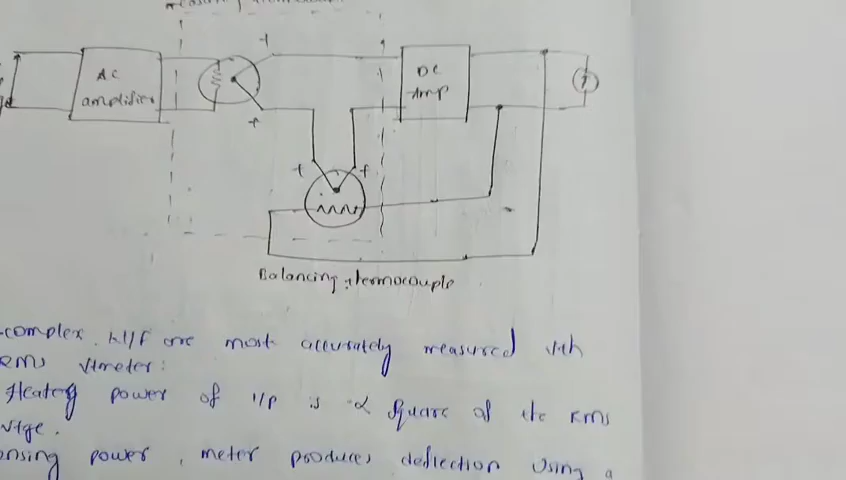 AC
amplifier
+
+
DC
Amp
+
+
Balancing thermocouple
complex W/F are most accurately measured with
RMS Vtmeter:
Heating power of I/P is ∝ Square of the RMS
Vtge.
power, meter produces deflection using a